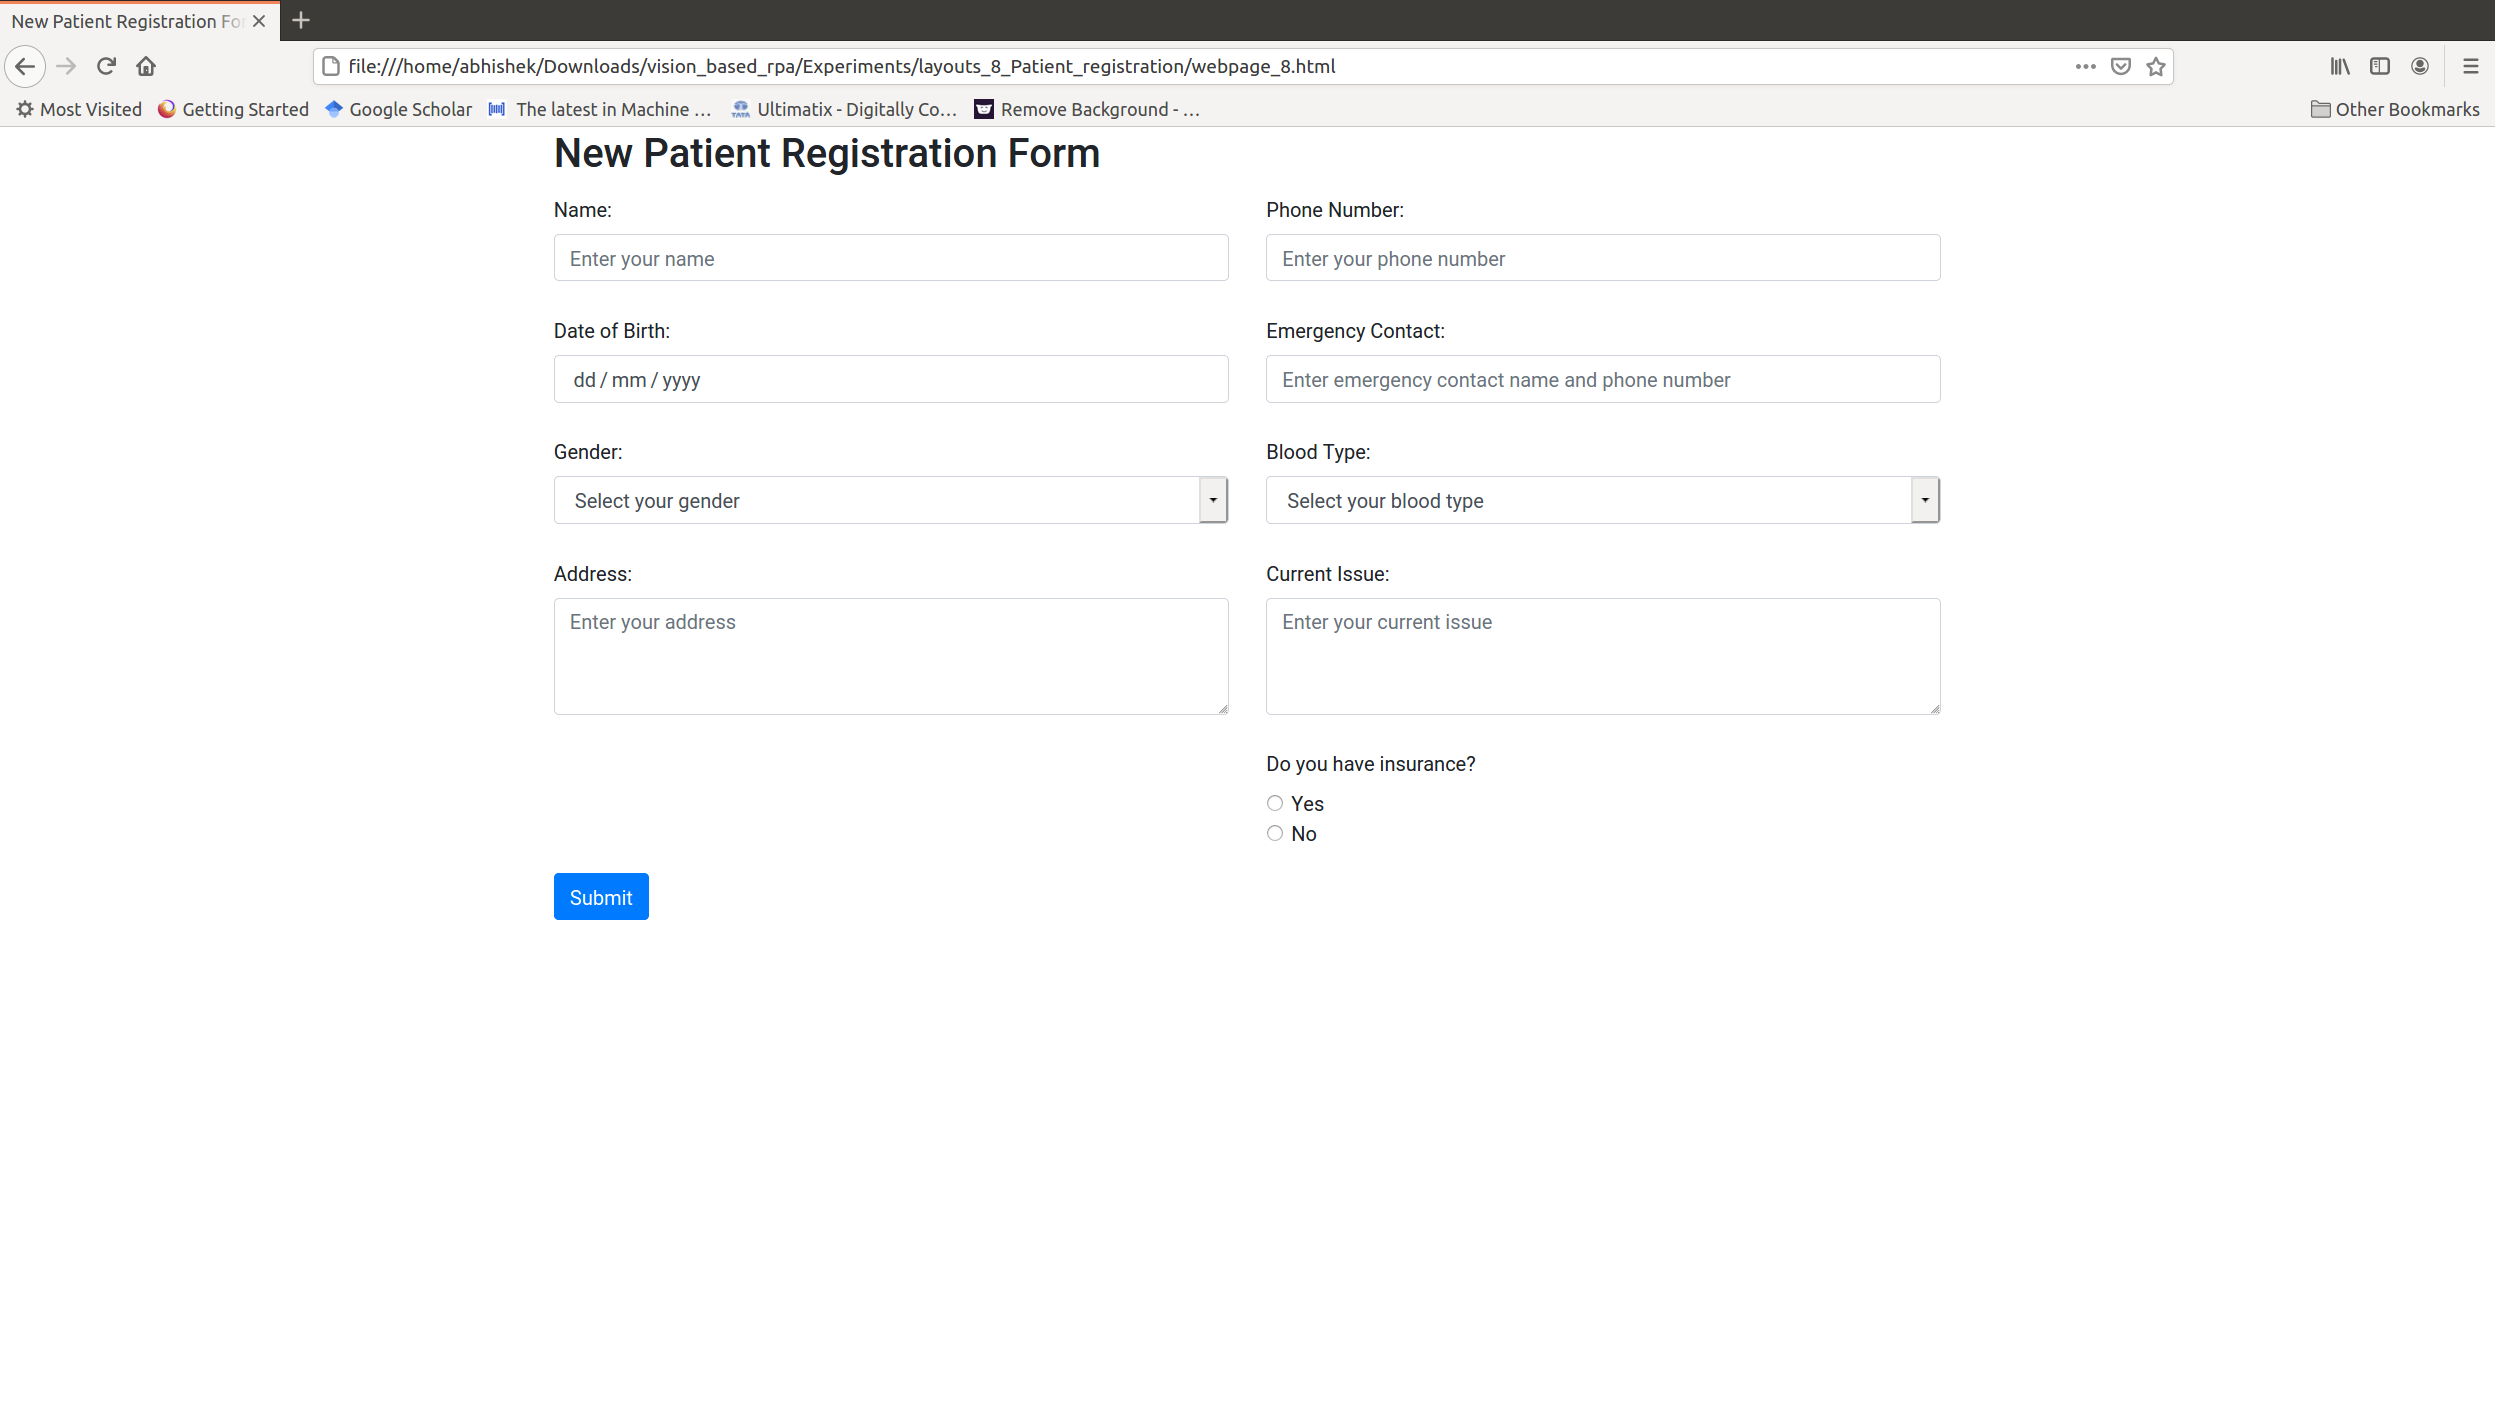 New Patient Registration Fo
file:///home/abhishek/Downloads/vision_based_rpa/Experiments/layouts_8_Patient_registration/webpage_8.html
Most Visited Getting Started Google Scholar The latest in Machine … Ultimatix - Digitally Co… Remove Background - … Other Bookmarks
New Patient Registration Form
Name: Phone Number:
Enter your name Enter your phone number
Date of Birth: Emergency Contact:
dd / mm / yyyy Enter emergency contact name and phone number
Gender: Blood Type:
Select your gender Select your blood type
Address: Current Issue:
Enter your address Enter your current issue
Do you have insurance?
Yes
No
Submit